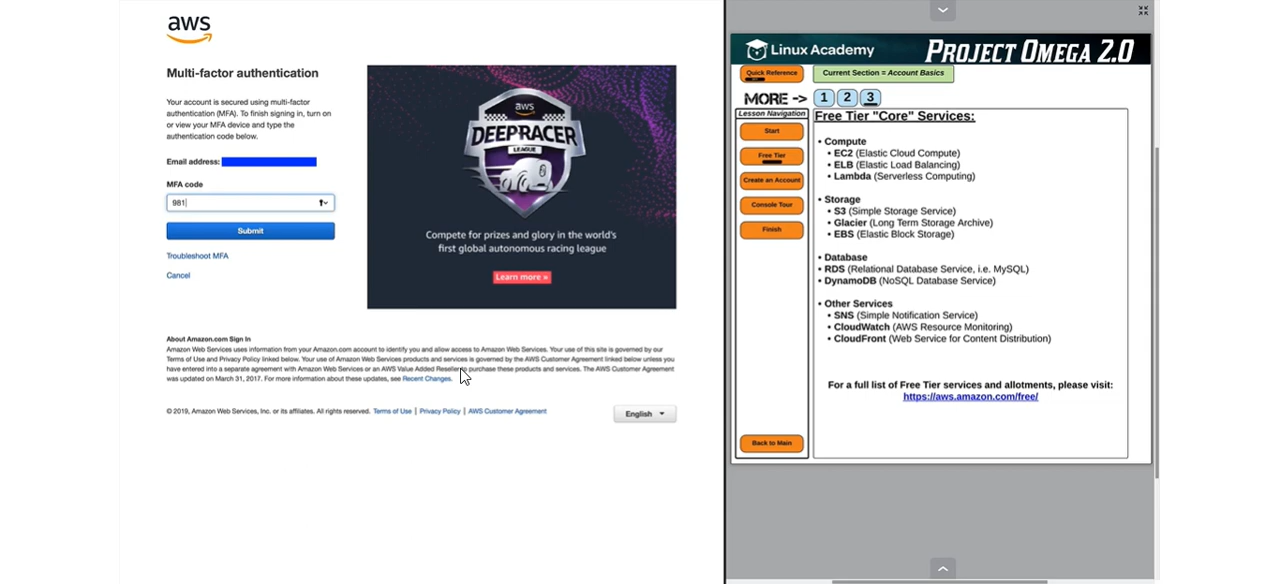 aws
Multi-factor authentication
Your account is secured using multi-factor
authentication (MFA). To finish signing in, turn on
or view your MFA device and type the
authentication code below.
Email address:
MFA code
981
Submit
Troubleshoot MFA
Cancel
aws
DEEPRACER
LEAGUE
Compete for prizes and glory in the world's
first global autonomous racing league
Learn more »
About Amazon.com Sign In
Amazon Web Services uses information from your Amazon.com account to identify you and allow access to Amazon Web Services. Your use of this site is governed by our
Terms of Use and Privacy Policy linked below. Your use of Amazon Web Services products and services is governed by the AWS Customer Agreement linked below unless you
have entered into a separate agreement with Amazon Web Services or an AWS Value Added Reseller to purchase these products and services. The AWS Customer Agreement
was updated on March 31, 2017. For more information about these updates, see Recent Changes.
© 2019, Amazon Web Services, Inc. or its affiliates. All rights reserved. Terms of Use | Privacy Policy | AWS Customer Agreement
English
Linux Academy
PROJECT OMEGA 2.0
Quick Reference
Current Section = Account Basics
MORE -> 1 2 3
Lesson Navigation
Start
Free Tier
Create an Account
Console Tour
Finish
Back to Main
Free Tier "Core" Services:
• Compute
• EC2 (Elastic Cloud Compute)
• ELB (Elastic Load Balancing)
• Lambda (Serverless Computing)
• Storage
• S3 (Simple Storage Service)
• Glacier (Long Term Storage Archive)
• EBS (Elastic Block Storage)
• Database
• RDS (Relational Database Service, i.e. MySQL)
• DynamoDB (NoSQL Database Service)
• Other Services
• SNS (Simple Notification Service)
• CloudWatch (AWS Resource Monitoring)
• CloudFront (Web Service for Content Distribution)
For a full list of Free Tier services and allotments, please visit:
https://aws.amazon.com/free/